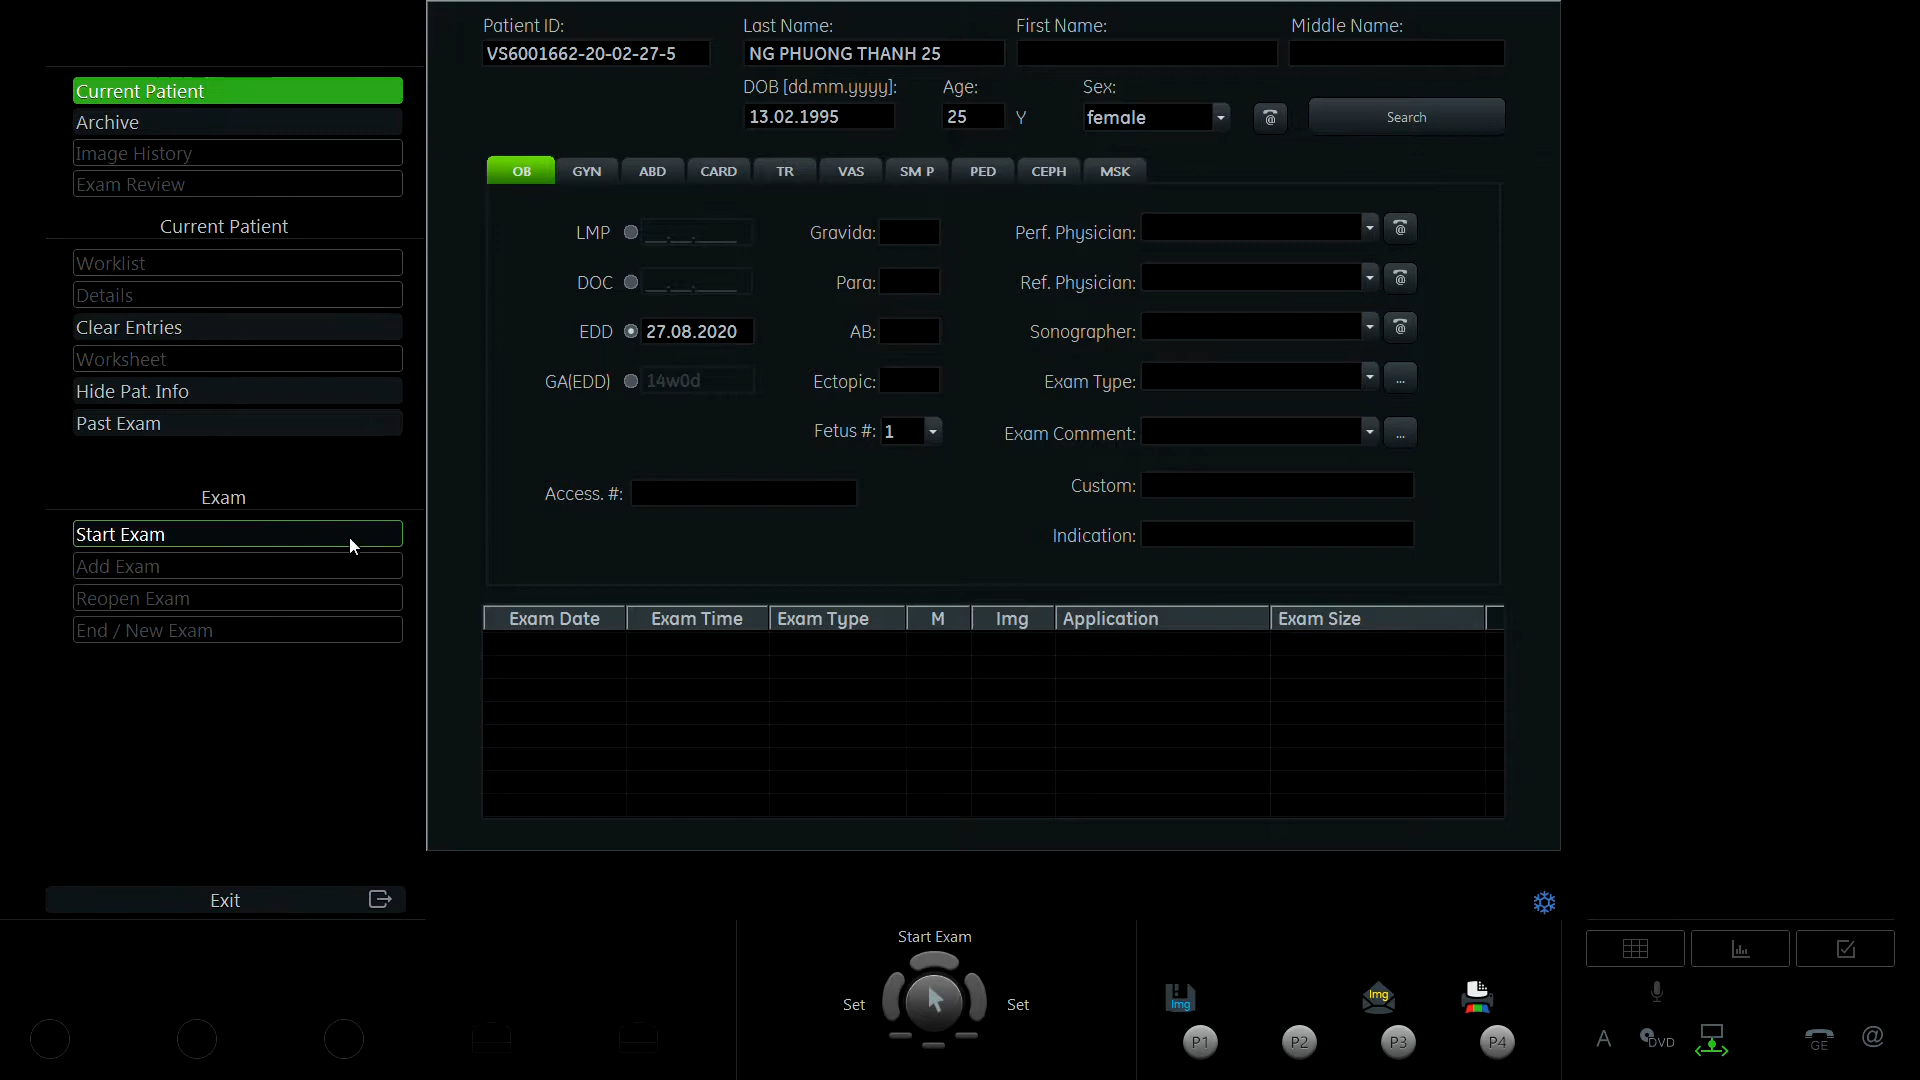 Patient ID: Last Name: First Name: Middle Name:
VS6001662-20-02-27-5 NG PHUONG THANH 25
DOB [dd.mm.yyyy]: Age: Sex:
13.02.1995 25 Y female Search
Current Patient
Archive
Image History
Exam Review
Current Patient
Worklist
Details
Clear Entries
Worksheet
Hide Pat. Info
Past Exam
Exam
Start Exam
Add Exam
Reopen Exam
End / New Exam
Exit
OB GYN ABD CARD TR VAS SM P PED CEPH MSK
LMP __.__.____ Gravida: Perf. Physician:
DOC __.__.____ Para: Ref. Physician:
EDD 27.08.2020 AB: Sonographer:
GA(EDD) 14w0d Ectopic: Exam Type: ...
Fetus #: 1 Exam Comment: ...
Access. #: Custom:
Indication:
Exam Date Exam Time Exam Type M Img Application Exam Size
Start Exam
Set Set
Img Img
P1 P2 P3 P4
A DVD GE @